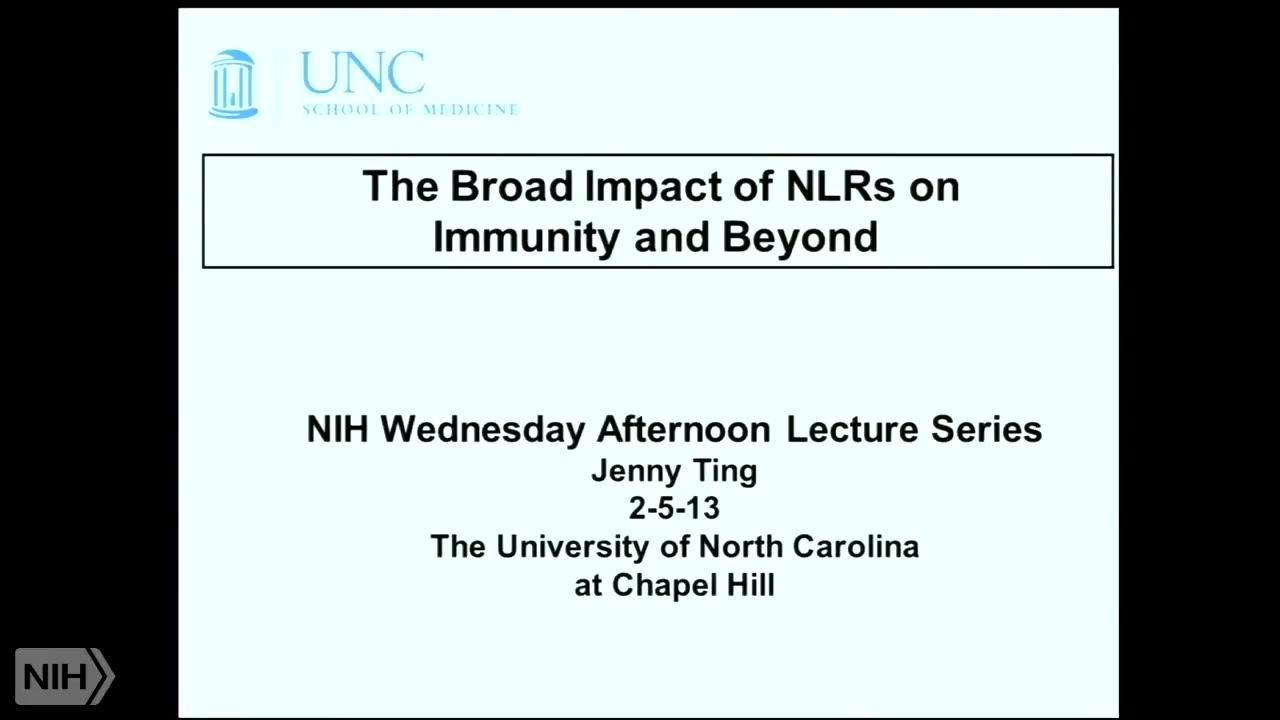 UNC
SCHOOL OF MEDICINE
The Broad Impact of NLRs on
Immunity and Beyond
NIH Wednesday Afternoon Lecture Series
Jenny Ting
2-5-13
The University of North Carolina
at Chapel Hill
NIH